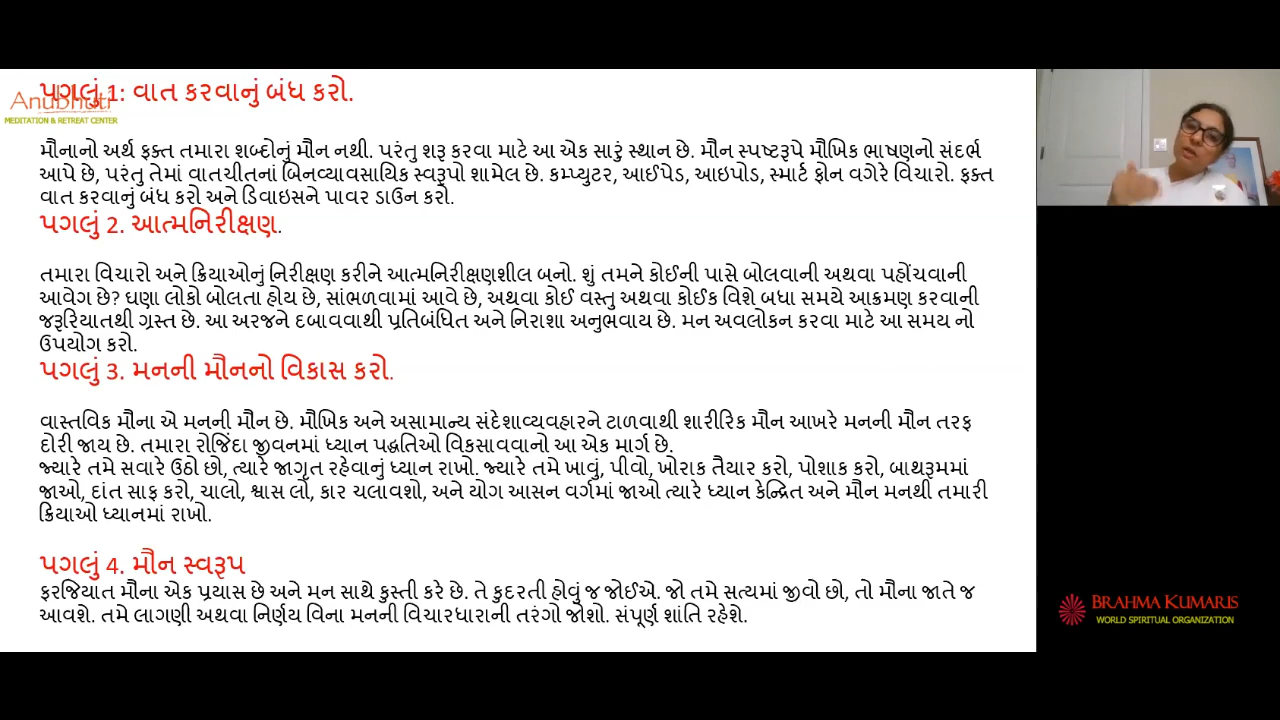 પગલું 1: વાત કરવાનું બંધ કરો.
Anubhuti
MEDITATION & RETREAT CENTER
મૌનાનો અર્થ ફક્ત તમારા શબ્દોનું મૌન નથી. પરંતુ શરૂ કરવા માટે આ એક સારું સ્થાન છે. મૌન સ્પષ્ટરૂપે મૌખિક ભાષણનો સંદર્ભ
આપે છે, પરંતુ તેમાં વાતચીતનાં બિનવ્યાવસાયિક સ્વરૂપો શામેલ છે. કમ્પ્યુટર, આઈપેડ, આઇપોડ, સ્માર્ટ ફોન વગેરે વિચારો. ફક્ત
વાત કરવાનું બંધ કરો અને ડિવાઇસને પાવર ડાઉન કરો.
પગલું 2. આત્મનિરીક્ષણ.
તમારા વિચારો અને ક્રિયાઓનું નિરીક્ષણ કરીને આત્મનિરીક્ષણશીલ બનો. શું તમને કોઈની પાસે બોલવાની અથવા પહોંચવાની
આવેગ છે? ઘણા લોકો બોલતા હોય છે, સાંભળવામાં આવે છે, અથવા કોઈ વસ્તુ અથવા કોઈક વિશે બધા સમયે આક્રમણ કરવાની
જરૂરિયાતથી ગ્રસ્ત છે. આ અરજને દબાવવાથી પ્રતિબંધિત અને નિરાશા અનુભવાય છે. મન અવલોકન કરવા માટે આ સમય નો
ઉપયોગ કરો.
પગલું 3. મનની મૌનનો વિકાસ કરો.
વાસ્તવિક મૌના એ મનની મૌન છે. મૌખિક અને અસામાન્ય સંદેશાવ્યવહારને ટાળવાથી શારીરિક મૌન આખરે મનની મૌન તરફ
દોરી જાય છે. તમારા રોજિંદા જીવનમાં ધ્યાન પદ્ધતિઓ વિકસાવવાનો આ એક માર્ગ છે.
જ્યારે તમે સવારે ઉઠો છો, ત્યારે જાગૃત રહેવાનું ધ્યાન રાખો. જ્યારે તમે ખાવું, પીવો, ખોરાક તૈયાર કરો, પોશાક કરો, બાથરૂમમાં
જાઓ, દાંત સાફ કરો, ચાલો, શ્વાસ લો, કાર ચલાવશો, અને યોગ આસન વર્ગમાં જાઓ ત્યારે ધ્યાન કેન્દ્રિત અને મૌન મનથી તમારી
ક્રિયાઓ ધ્યાનમાં રાખો.
પગલું 4. મૌન સ્વરૂપ
ફરજિયાત મૌના એક પ્રયાસ છે અને મન સાથે કુસ્તી કરે છે. તે કુદરતી હોવું જ જોઈએ. જો તમે સત્યમાં જીવો છો, તો મૌના જાતે જ
આવશે. તમે લાગણી અથવા નિર્ણય વિના મનની વિચારધારાની તરંગો જોશો. સંપૂર્ણ શાંતિ રહેશે.
BRAHMA KUMARIS
WORLD SPIRITUAL ORGANIZATION